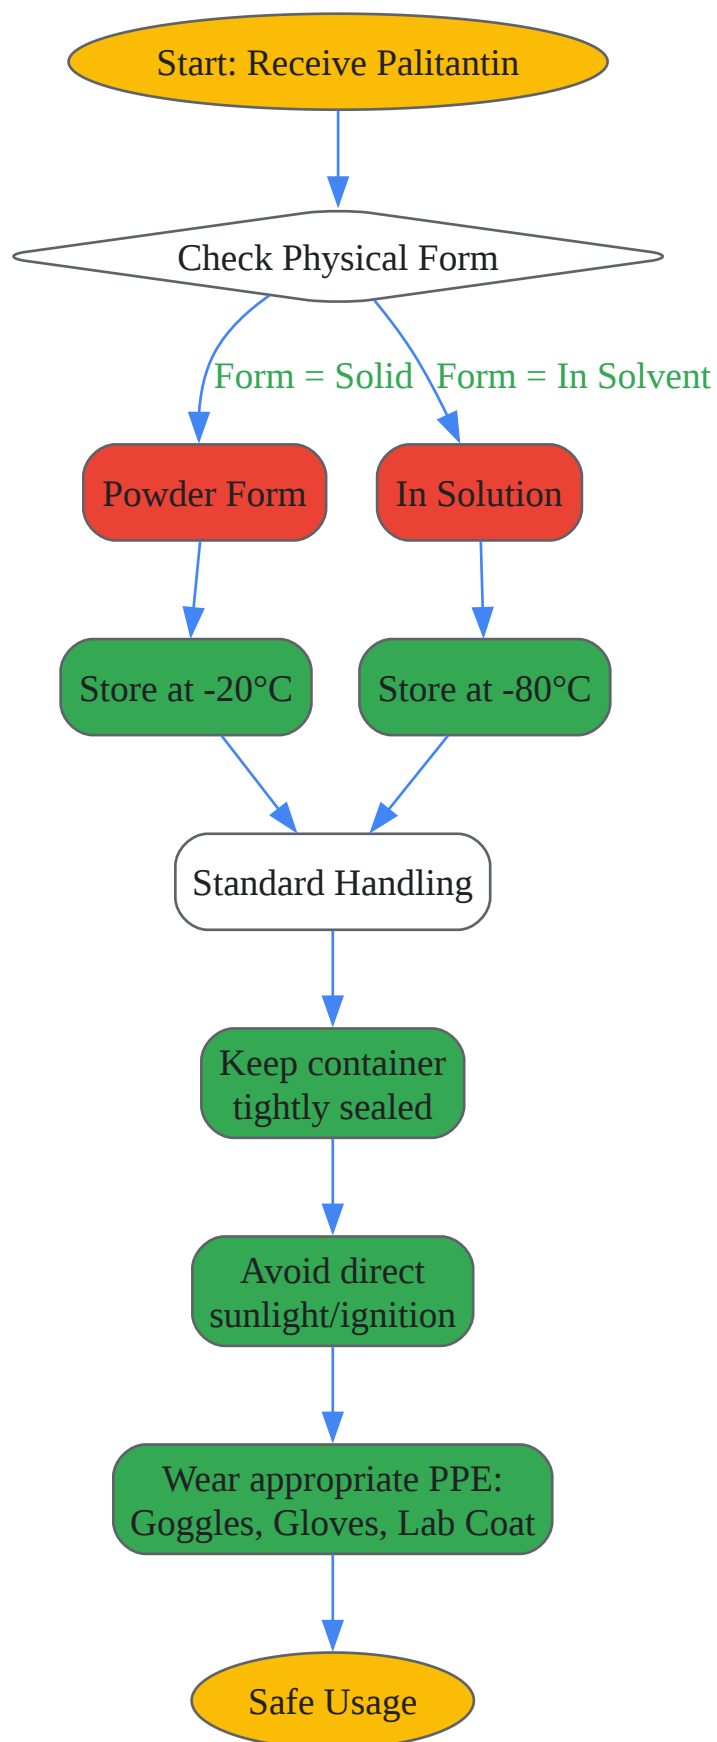 Start: Receive Palitantin
Check Physical Form
Form = Solid
Form = In Solvent
Powder Form
In Solution
Store at -20°C
Store at -80°C
Standard Handling
Keep container
tightly sealed
Avoid direct
sunlight/ignition
Wear appropriate PPE:
Goggles, Gloves, Lab Coat
Safe Usage